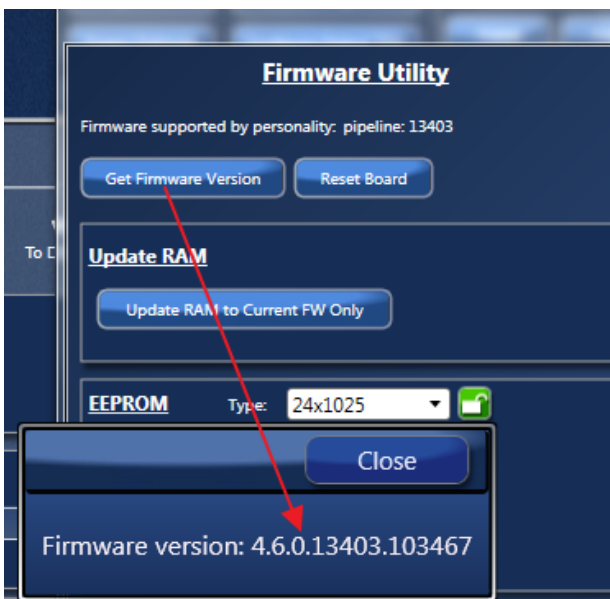 Firmware Utility
Firmware supported by personality: pipeline: 13403
Get Firmware Version Reset Board
Update RAM
To D
Update RAM to Current FW Only
EEPROM Type: 24x1025
Close
Firmware version: 4.6.0.13403.103467